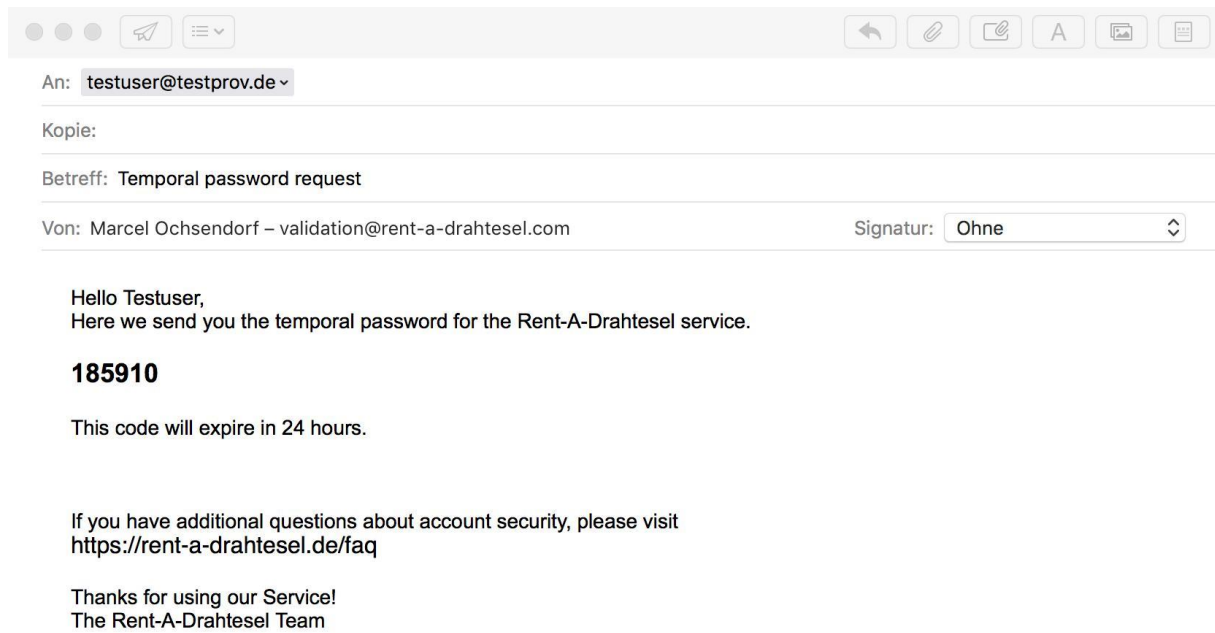 A
An: testuser@testprov.de
Kopie:
Betreff: Temporal password request
Von: Marcel Ochsendorf – validation@rent-a-drahtesel.com Signatur: Ohne
Hello Testuser,
Here we send you the temporal password for the Rent-A-Drahtesel service.
185910
This code will expire in 24 hours.
If you have additional questions about account security, please visit
https://rent-a-drahtesel.de/faq
Thanks for using our Service!
The Rent-A-Drahtesel Team